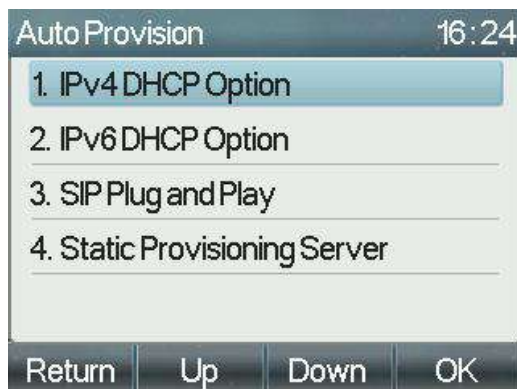 Auto Provision 16:24
1. IPv4 DHCP Option
2. IPv6 DHCP Option
3. SIP Plug and Play
4. Static Provisioning Server
Return Up Down OK